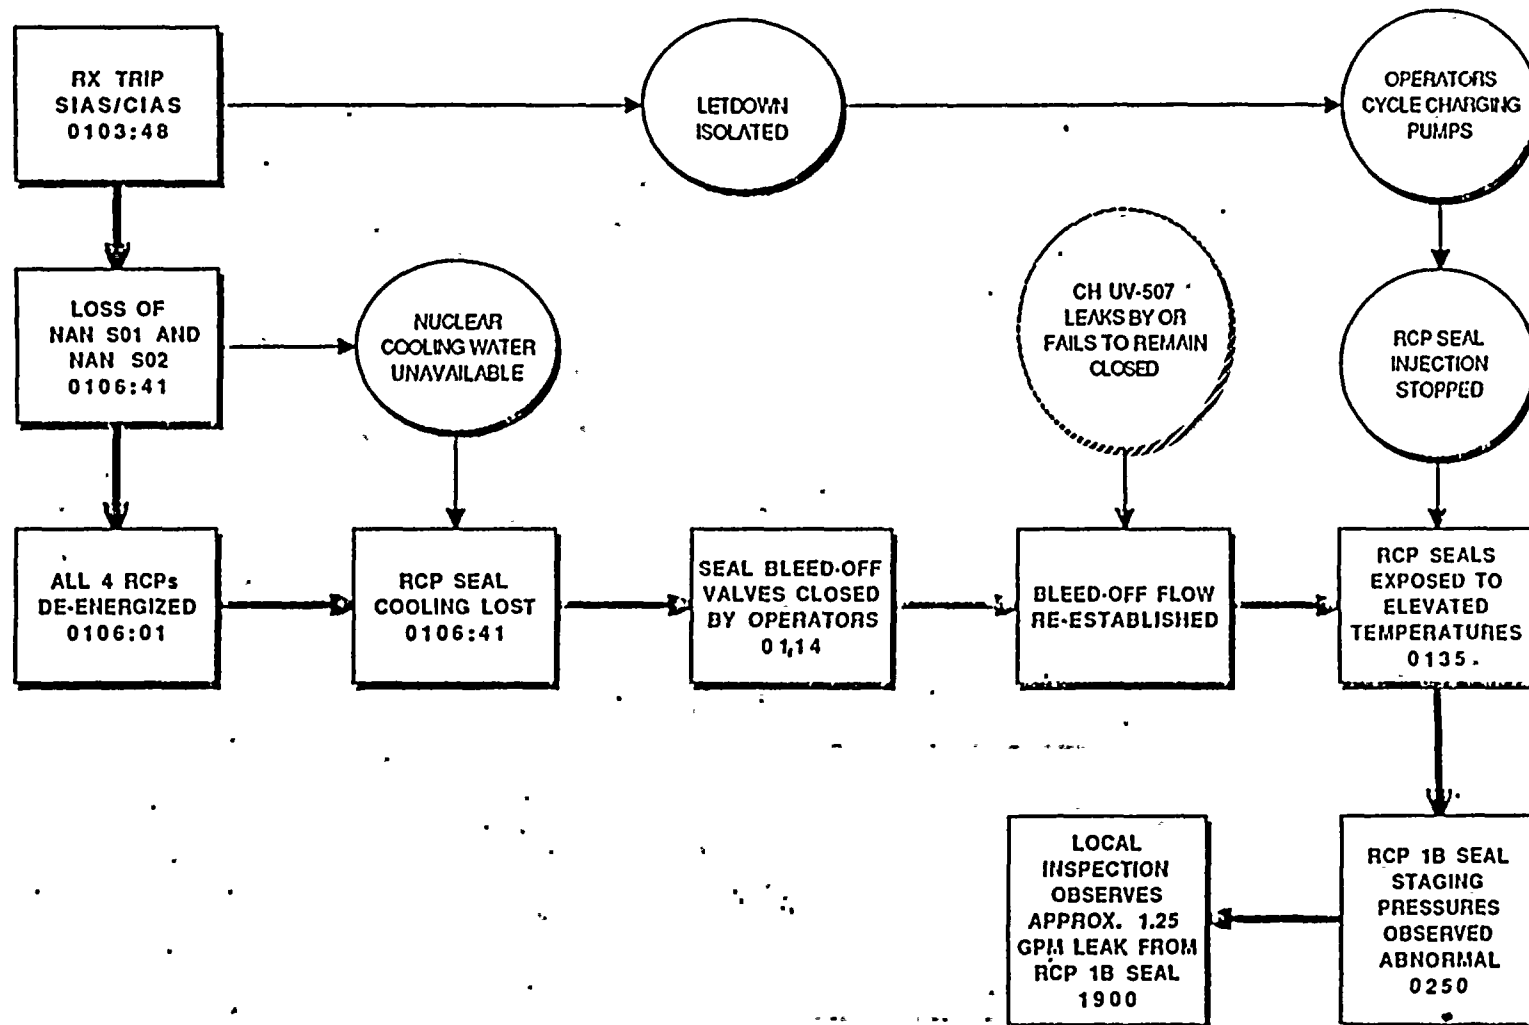 RX TRIP
SIAS/CIAS
0103:48
LETDOWN
ISOLATED
OPERATORS
CYCLE CHARGING
PUMPS
LOSS OF
NAN S01 AND
NAN S02
0106:41
NUCLEAR
COOLING WATER
UNAVAILABLE
CH UV-507
LEAKS BY OR
FAILS TO REMAIN
CLOSED
RCP SEAL
INJECTION
STOPPED
ALL 4 RCPs
DE-ENERGIZED
0106:01
RCP SEAL
COOLING LOST
0106:41
SEAL BLEED-OFF
VALVES CLOSED
BY OPERATORS
01,14
BLEED-OFF FLOW
RE-ESTABLISHED
RCP SEALS
EXPOSED TO
ELEVATED
TEMPERATURES
0135
LOCAL
INSPECTION
OBSERVES
APPROX. 1.25
GPM LEAK FROM
RCP 1B SEAL
1900
RCP 1B SEAL
STAGING
PRESSURES
OBSERVED
ABNORMAL
0250